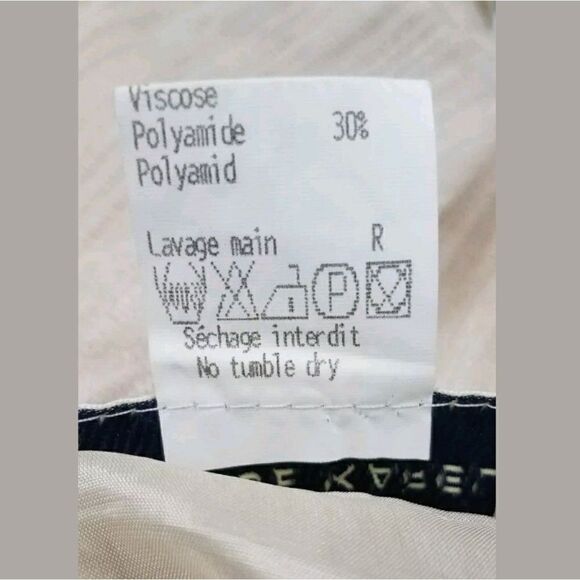 Viscose
Polyamide 30%
Polyamid
Lavage main R
P
Séchage interdit
No tumble dry